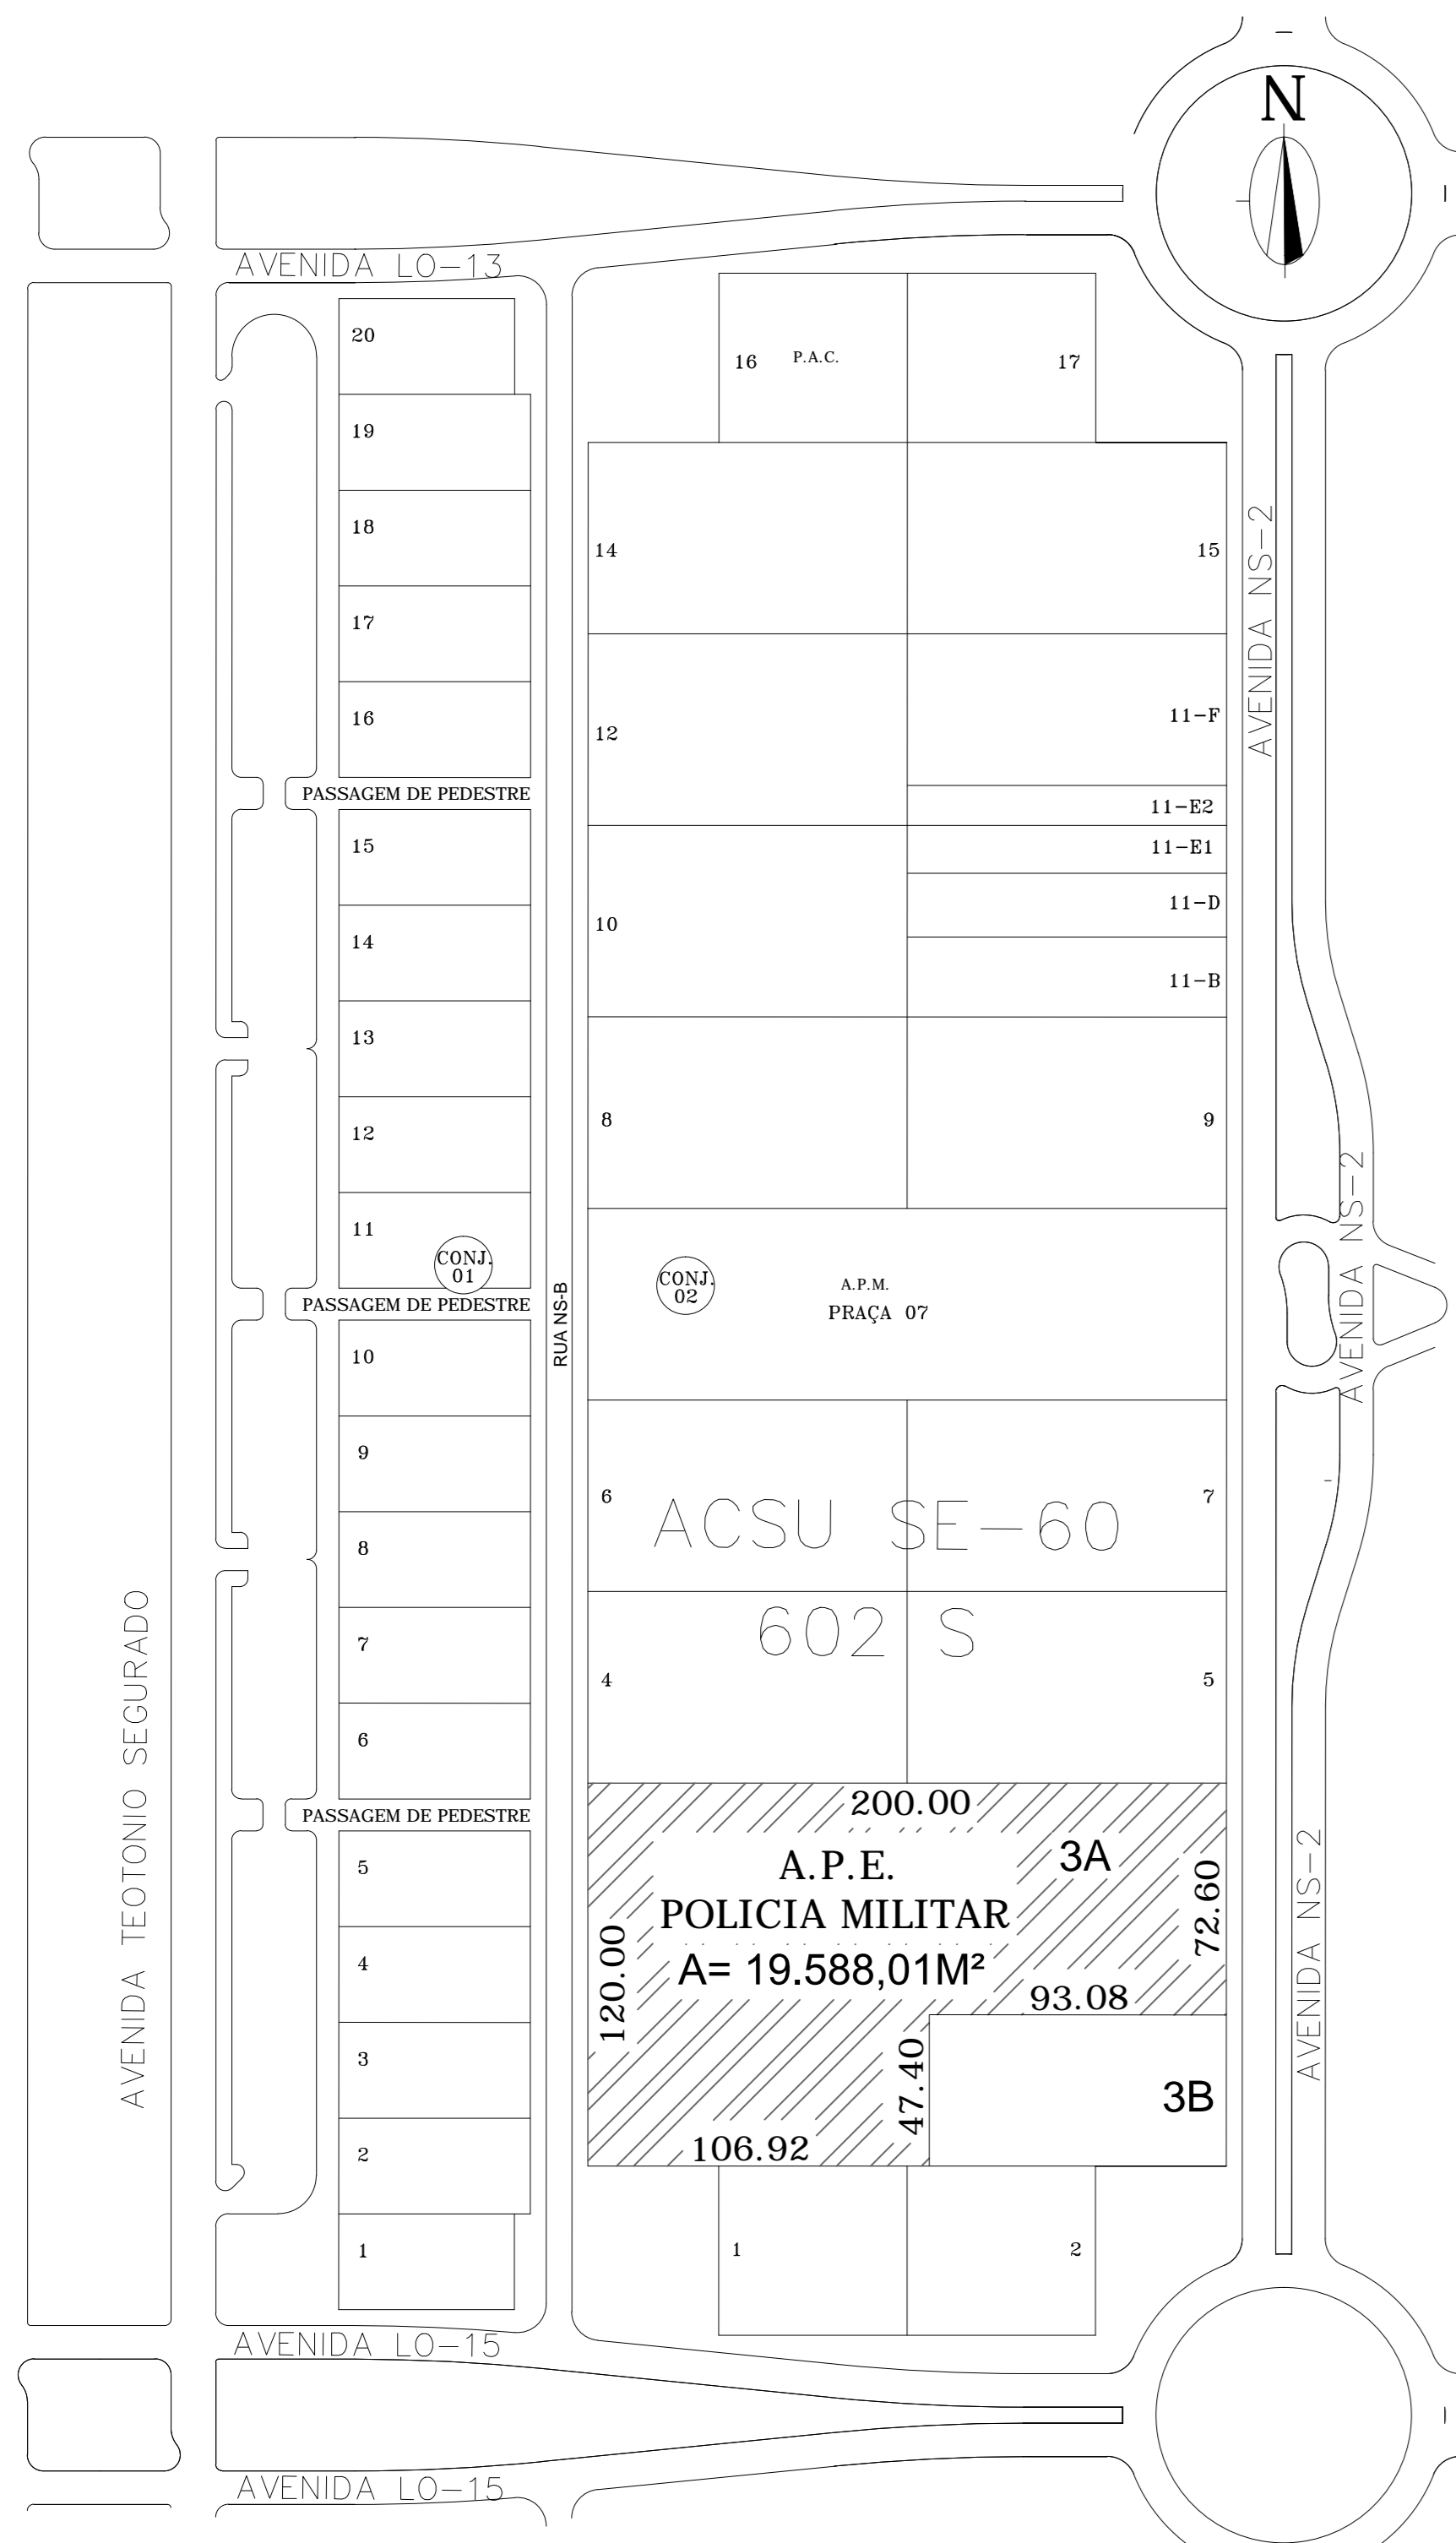 N
AVENIDA LO-13
20
16 P.A.C. 17
19
18
14 15
17
16
12 11-F
PASSAGEM DE PEDESTRE
11-E2
15
11-E1
14
10 11-D
11-B
13
12
8 9
11
CONJ.
01
CONJ.
02
A.P.M.
PRAÇA 07
PASSAGEM DE PEDESTRE
RUA NS-B
AVENIDA NS-2
AVENIDA NS-2
10
9
6 7
ACSU SE-60
8
602 S
7
4 5
6
AVENIDA TEOTONIO SEGURADO
PASSAGEM DE PEDESTRE
200.00
5
A.P.E.
3A
POLICIA MILITAR
72.60
A= 19.588,01M²
120.00
93.08
4
AVENIDA NS-2
3
47.40
3B
106.92
2
1
1 2
AVENIDA LO-15
AVENIDA LO-15